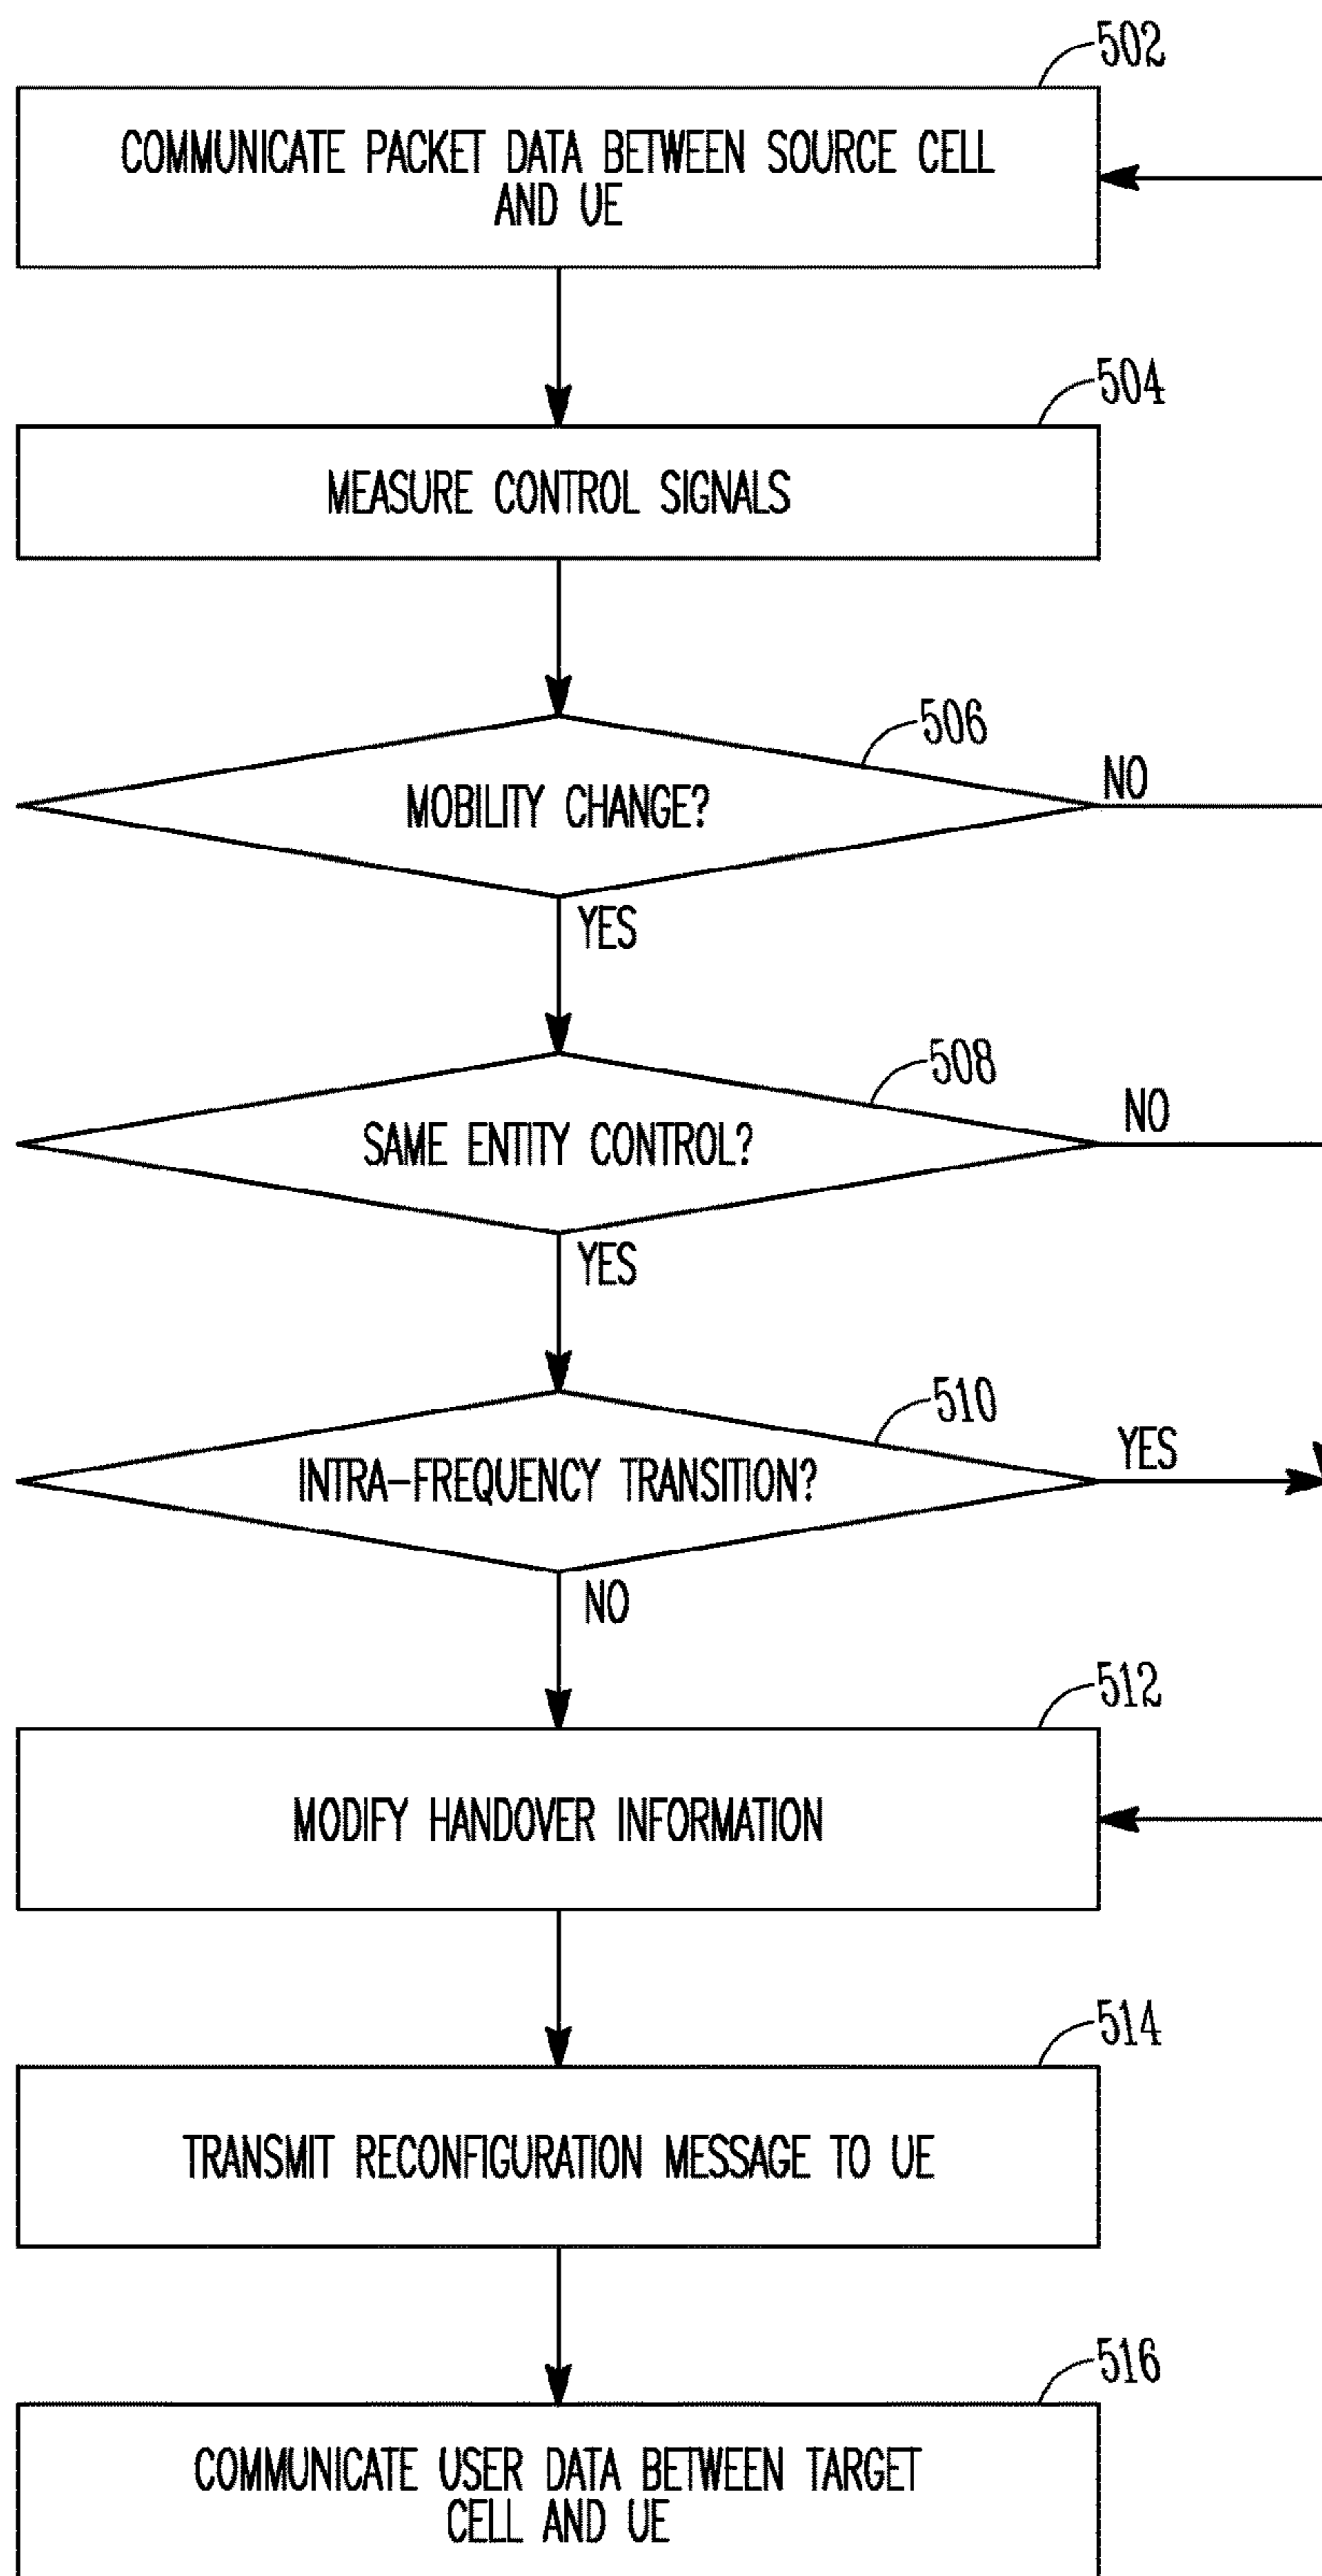 502
COMMUNICATE PACKET DATA BETWEEN SOURCE CELL
AND UE
504
MEASURE CONTROL SIGNALS
506
NO
MOBILITY CHANGE?
YES
508
NO
SAME ENTITY CONTROL?
YES
510
YES
INTRA-FREQUENCY TRANSITION?
NO
512
MODIFY HANDOVER INFORMATION
514
TRANSMIT RECONFIGURATION MESSAGE TO UE
516
COMMUNICATE USER DATA BETWEEN TARGET
CELL AND UE